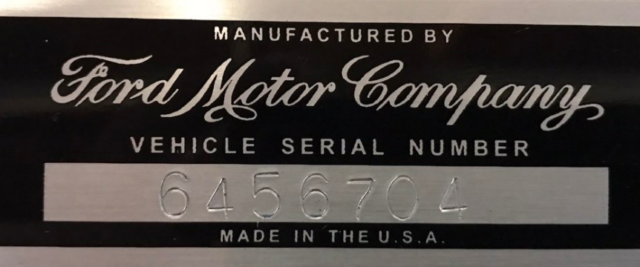 MANUFACTURED BY
Ford Motor Company
VEHICLE SERIAL NUMBER
6456704
MADE IN THE U.S.A.